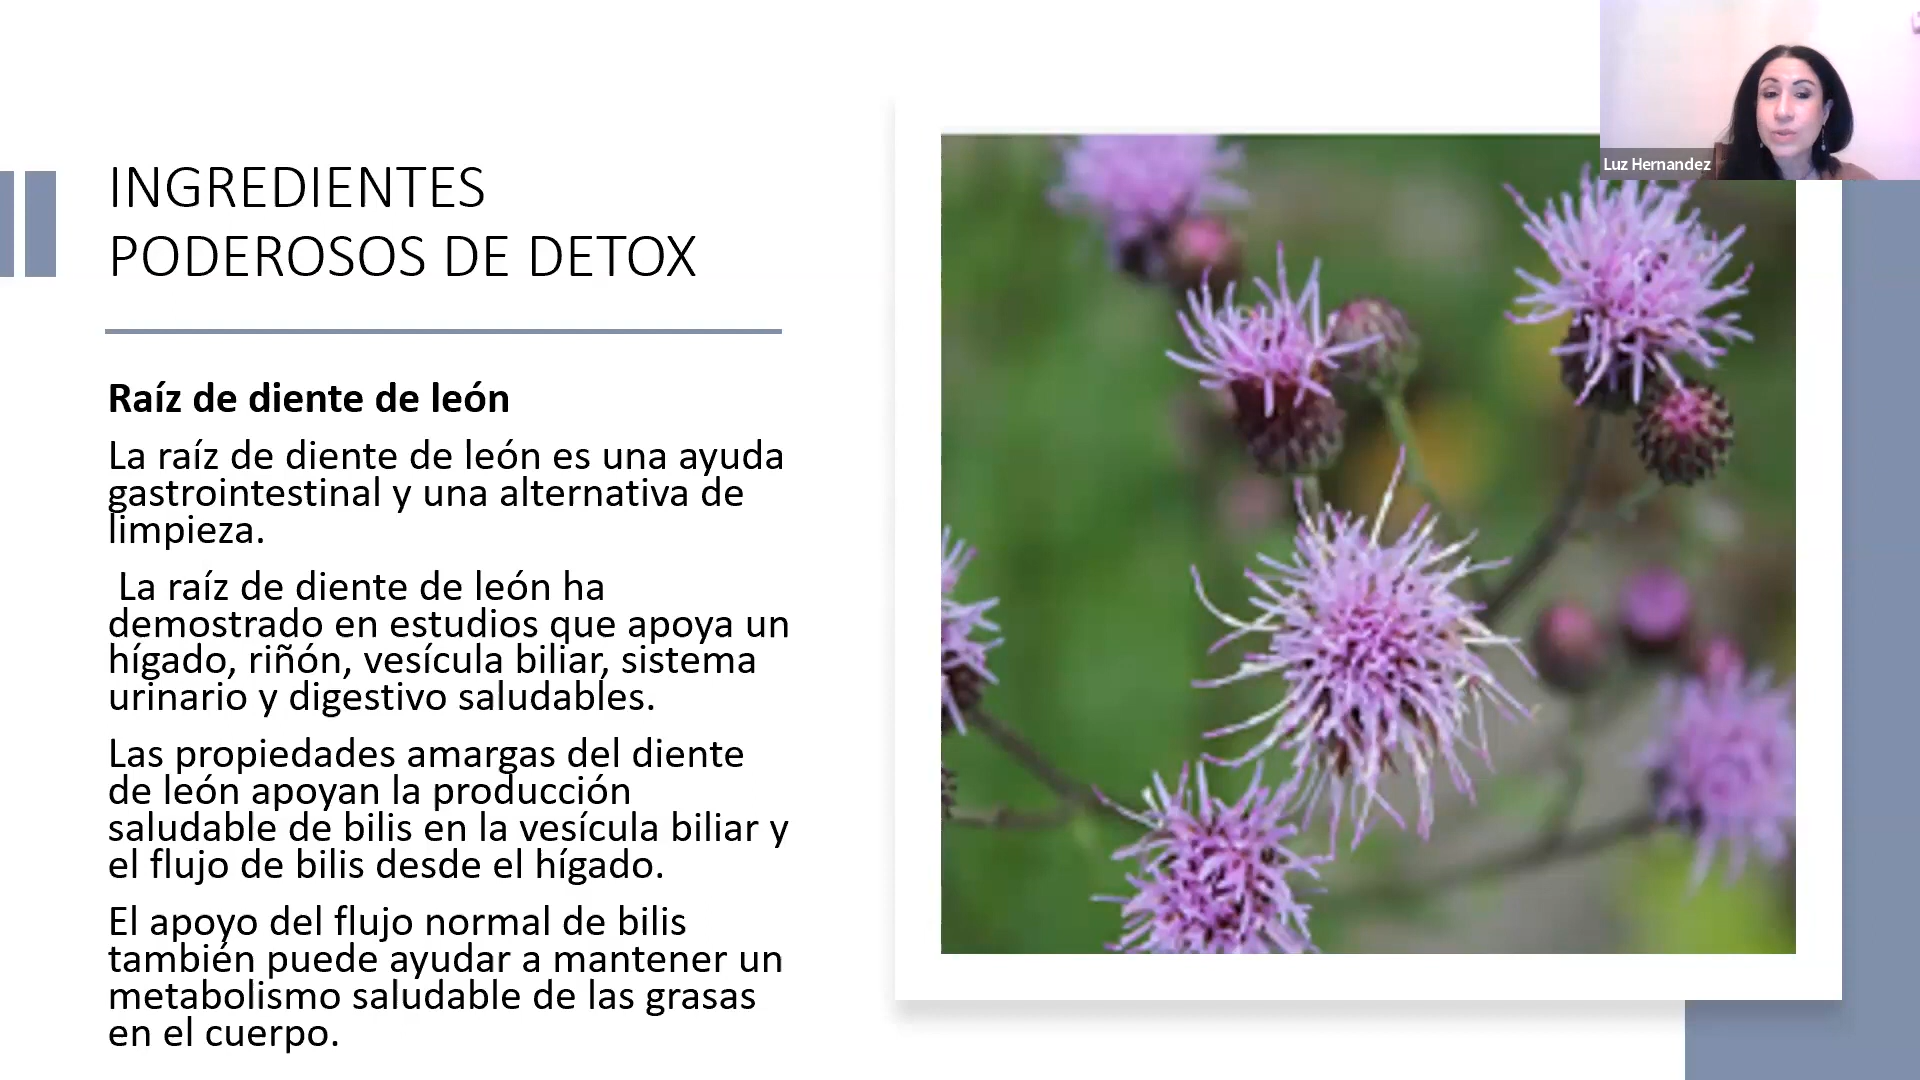 INGREDIENTES
PODEROSOS DE DETOX
Raíz de diente de león
La raíz de diente de león es una ayuda
gastrointestinal y una alternativa de
limpieza.
La raíz de diente de león ha
demostrado en estudios que apoya un
hígado, riñón, vesícula biliar, sistema
urinario y digestivo saludables.
Las propiedades amargas del diente
de león apoyan la producción
saludable de bilis en la vesícula biliar y
el flujo de bilis desde el hígado.
El apoyo del flujo normal de bilis
también puede ayudar a mantener un
metabolismo saludable de las grasas
en el cuerpo.
Luz Hernandez